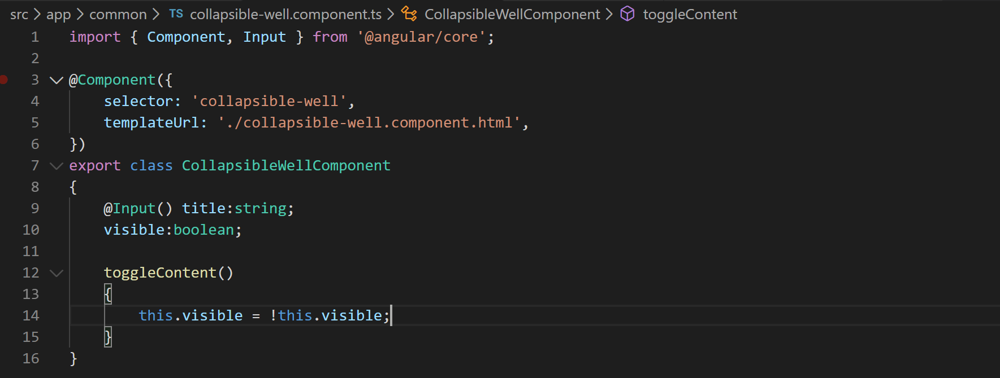 src > app > common > TS collapsible-well.component.ts > CollapsibleWellComponent > toggleContent
1 import { Component, Input } from '@angular/core';
2
3 @Component({
4     selector: 'collapsible-well',
5     templateUrl: './collapsible-well.component.html',
6 })
7 export class CollapsibleWellComponent
8 {
9     @Input() title:string;
10     visible:boolean;
11
12     toggleContent()
13     {
14         this.visible = !this.visible;
15     }
16 }